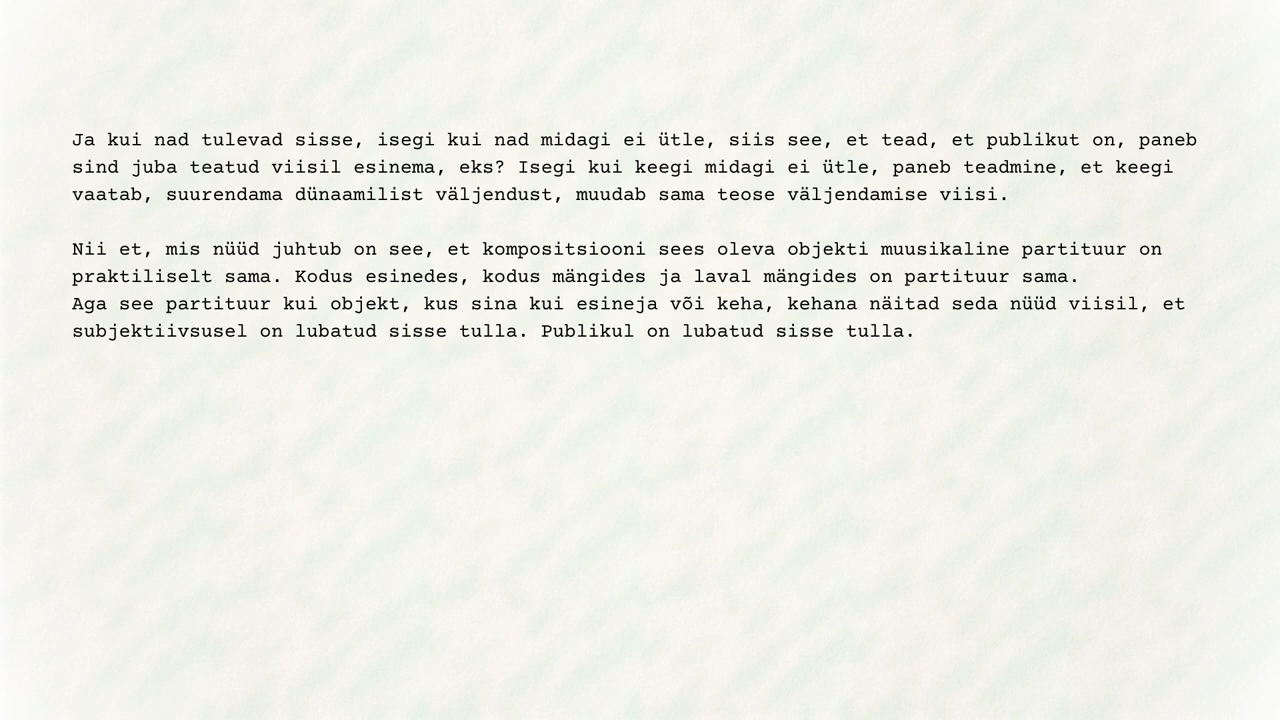 Ja kui nad tulevad sisse, isegi kui nad midagi ei ütle, siis see, et tead, et publikut on, paneb
sind juba teatud viisil esinema, eks? Isegi kui keegi midagi ei ütle, paneb teadmine, et keegi
vaatab, suurendama dünaamilist väljendust, muudab sama teose väljendamise viisi.
Nii et, mis nüüd juhtub on see, et kompositsiooni sees oleva objekti muusikaline partituur on
praktiliselt sama. Kodus esinedes, kodus mängides ja laval mängides on partituur sama.
Aga see partituur kui objekt, kus sina kui esineja või keha, kehana näitad seda nüüd viisil, et
subjektiivsusel on lubatud sisse tulla. Publikul on lubatud sisse tulla.